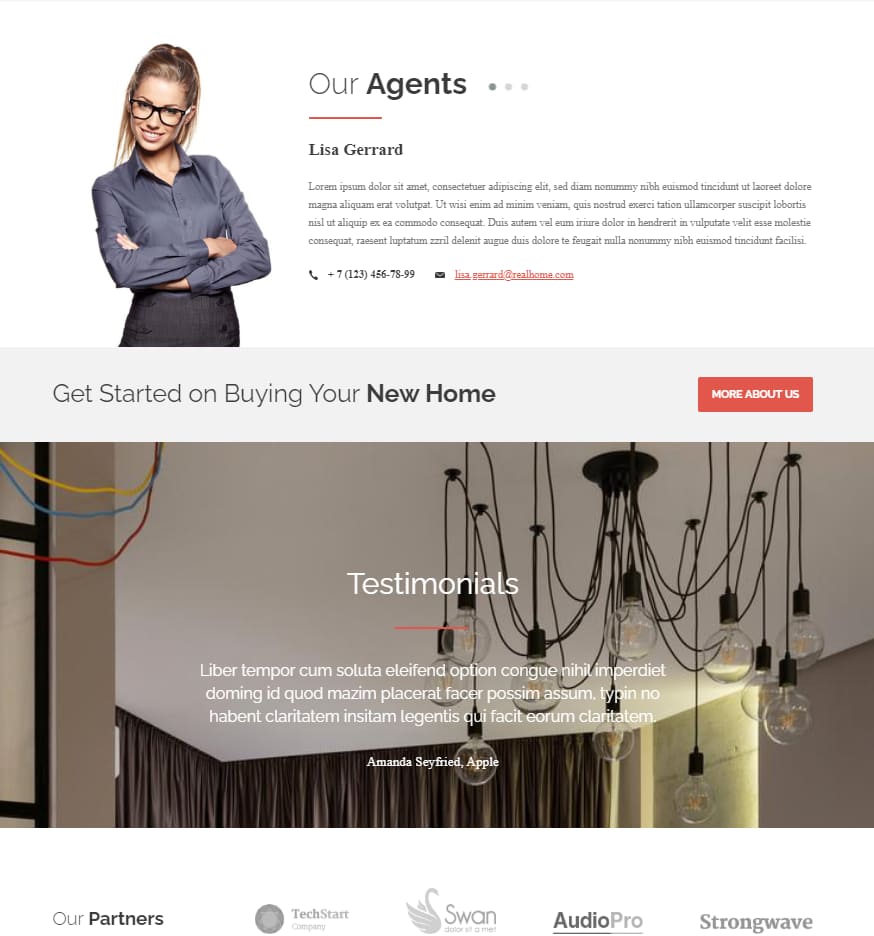 Our Agents
Lisa Gerrard
Lorem ipsum dolor sit amet, consectetuer adipiscing elit, sed diam nonummy nibh euismod tincidunt ut laoreet dolore
magna aliquam erat volutpat. Ut wisi enim ad minim veniam, quis nostrud exerci tation ullamcorper suscipit lobortis
nisl ut aliquip ex ea commodo consequat. Duis autem vel eum iriure dolor in hendrerit in vulputate velit esse molestie
consequat, raesent luptatum zzril delenit augue duis dolore te feugait nulla nonummy nibh euismod tincidunt facilisi.
+ 7 (123) 456-78-99 lisa.gerrard@realhome.com
Get Started on Buying Your New Home
MORE ABOUT US
Testimonials
Liber tempor cum soluta eleifend option congue nihil imperdiet
doming id quod mazim placerat facer possim assum, typin no
habent claritatem insitam legentis qui facit eorum claritatem.
Amanda Seyfried, Apple
Our Partners
TechStart
Company
Swan
dolor sit a met
AudioPro
Strongwave